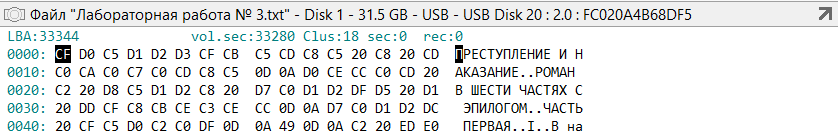 Файл "Лабораторная работа № 3.txt" - Disk 1 - 31.5 GB - USB - USB Disk 20 : 2.0 : FC020A4B68DF5
LBA:33344 vol.sec:33280 Clus:18 sec:0 rec:0
0000: CF D0 C5 D1 D2 D3 CF CB C5 CD C8 C5 20 C8 20 CD ПРЕСТУПЛЕНИЕ И Н
0010: C0 CA C0 C7 C0 CD C8 C5 0D 0A D0 CE CC C0 CD 20 АКАЗАНИЕ..РОМАН
0020: C2 20 D8 C5 D1 D2 C8 20 D7 C0 D1 D2 DF D5 20 D1 В ШЕСТИ ЧАСТЯХ С
0030: 20 DD CF C8 CB CE C3 CE CC 0D 0A D7 C0 D1 D2 DC ЭПИЛОГОМ..ЧАСТЬ
0040: 20 CF C5 D0 C2 C0 DF 0D 0A 49 0D 0A C2 20 ED E0 ПЕРВАЯ..I..В на